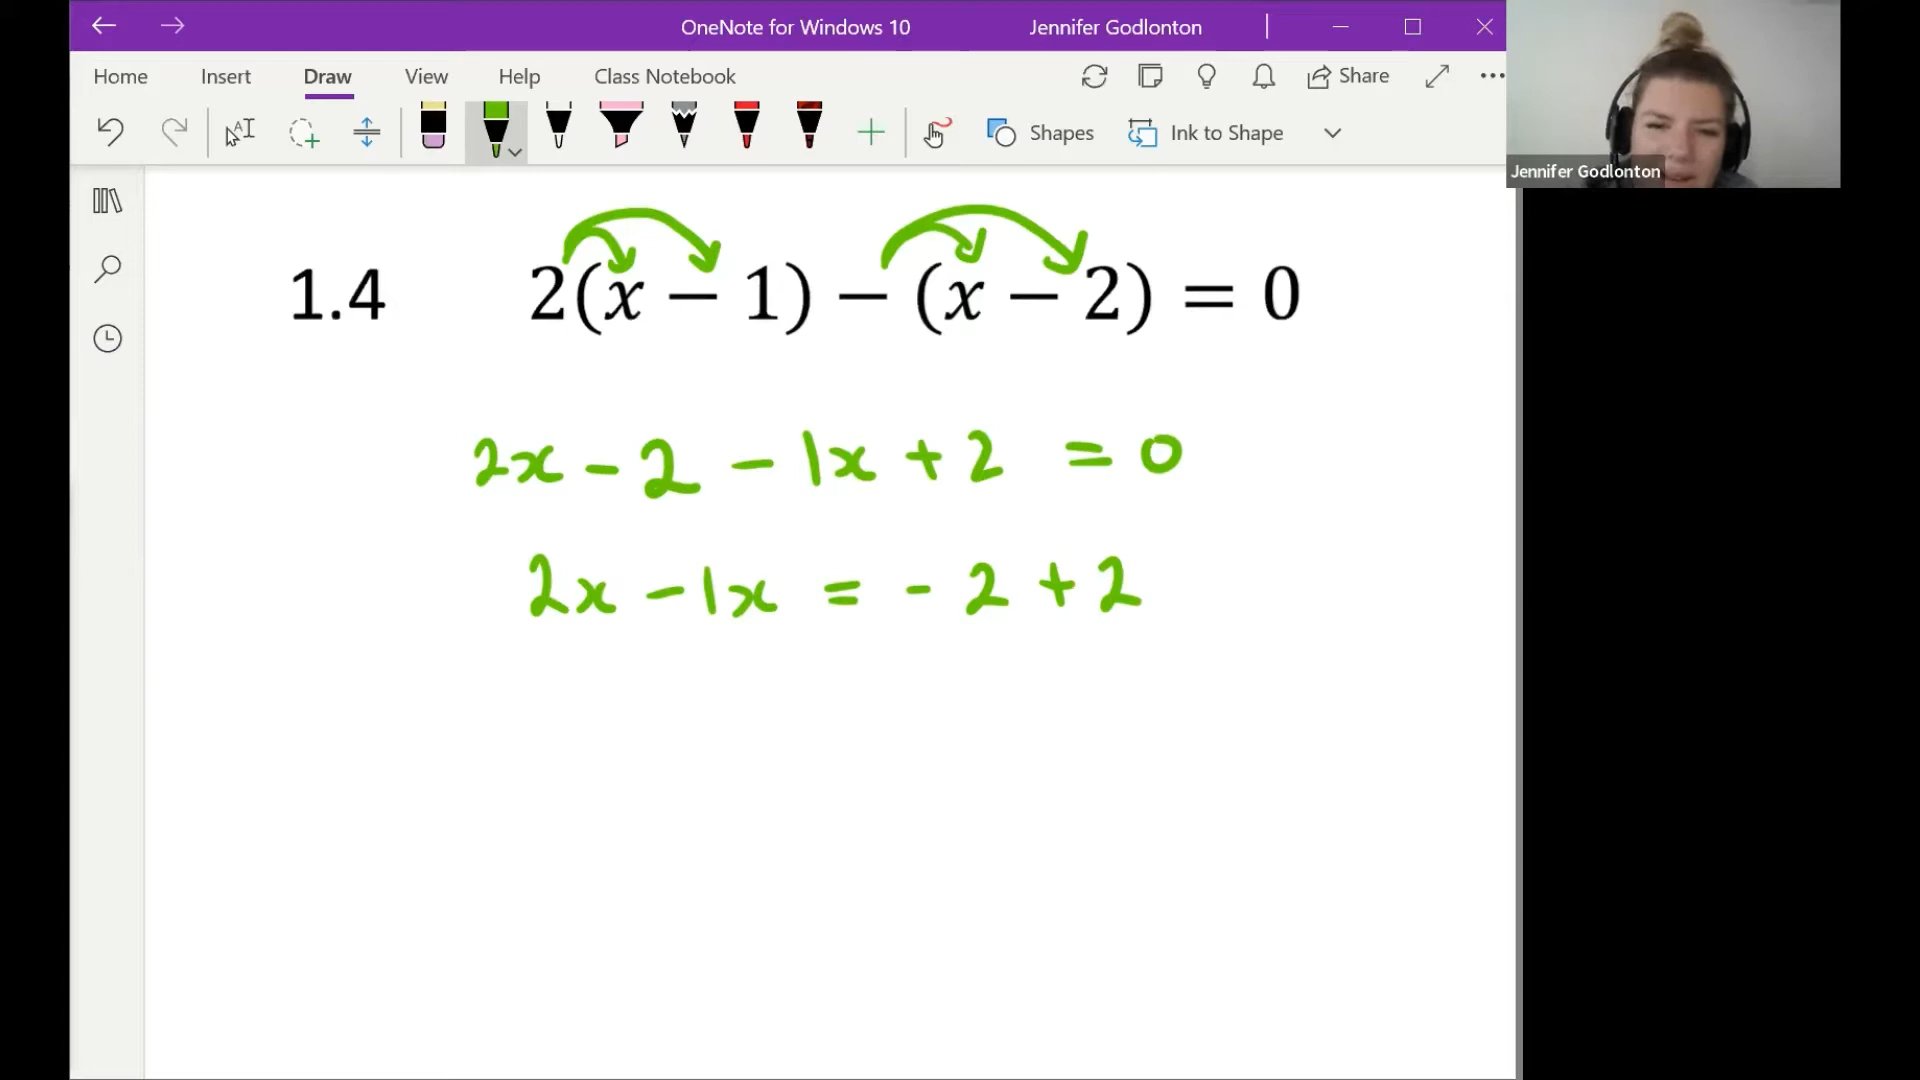 OneNote for Windows 10 Jennifer Godlonton
Home Insert Draw View Help Class Notebook Share
Shapes Ink to Shape
Jennifer Godlonton
1.4 2(x − 1) − (x − 2) = 0
2x - 2 - 1x + 2 = 0
2x - 1x = - 2 + 2